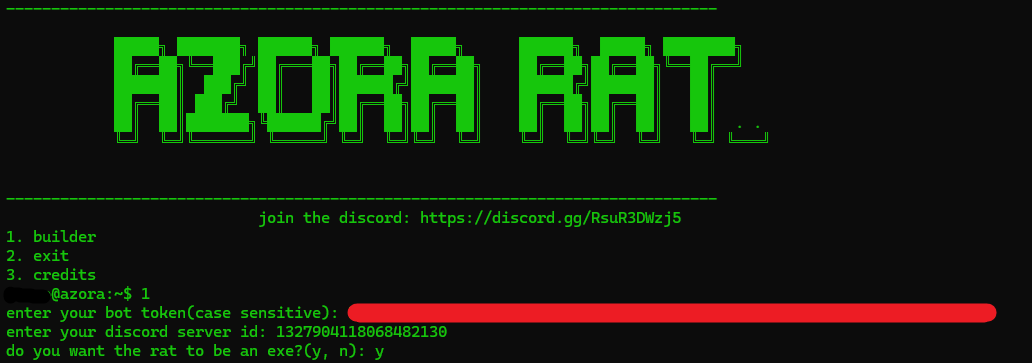 AZORA RAT
join the discord: https://discord.gg/RsuR3DWzj5
1. builder
2. exit
3. credits
@azora:~$ 1
enter your bot token(case sensitive):
enter your discord server id: 1327904118068482130
do you want the rat to be an exe?(y, n): y